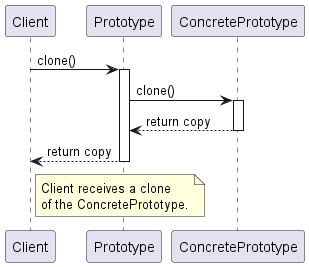 Client Prototype ConcretePrototype
clone()
clone()
return copy
return copy
Client receives a clone
of the ConcretePrototype.
Client Prototype ConcretePrototype